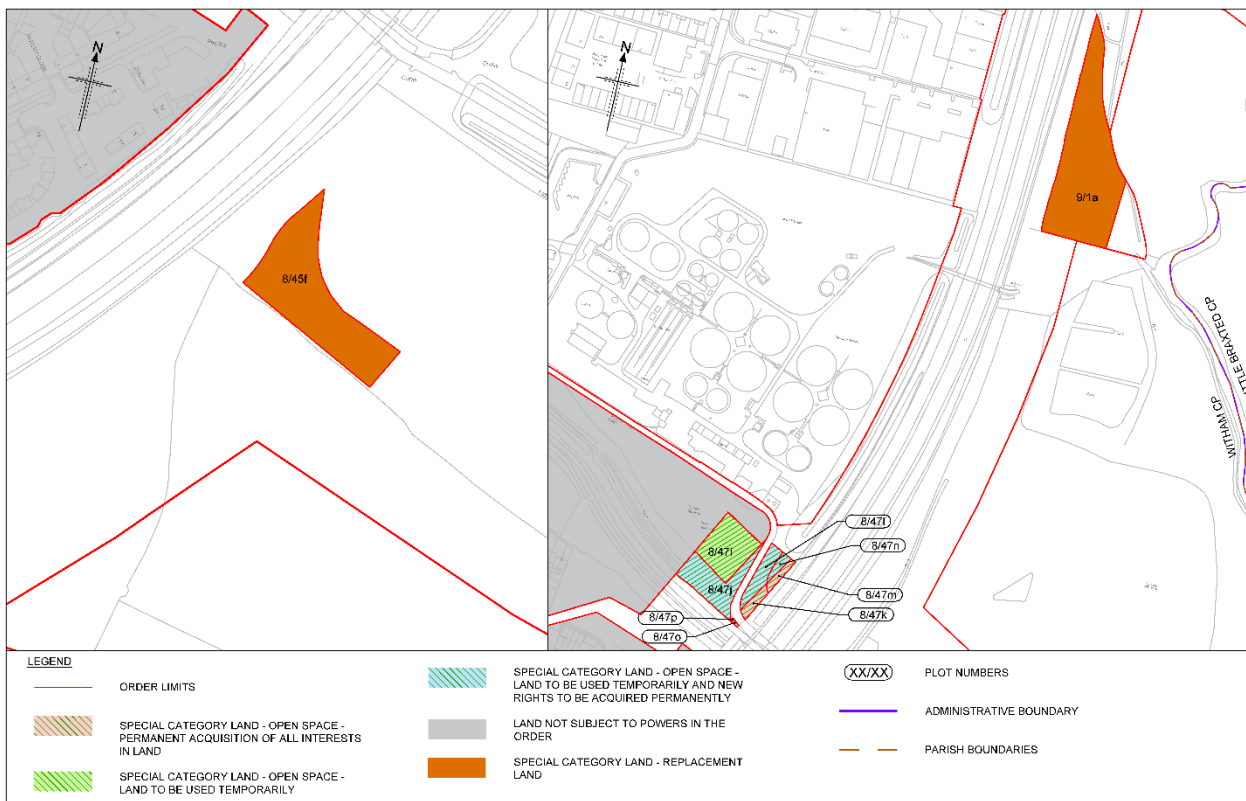 N
8/45f
N
9/1a
LITTLE BRAXTED CP
WITHAM CP
8/47i
8/47j
8/47l
8/47n
8/47m
8/47k
8/47p
8/47o
LEGEND
ORDER LIMITS
SPECIAL CATEGORY LAND - OPEN SPACE -
PERMANENT ACQUISITION OF ALL INTERESTS
IN LAND
SPECIAL CATEGORY LAND - OPEN SPACE -
LAND TO BE USED TEMPORARILY
SPECIAL CATEGORY LAND - OPEN SPACE -
LAND TO BE USED TEMPORARILY AND NEW
RIGHTS TO BE ACQUIRED PERMANENTLY
LAND NOT SUBJECT TO POWERS IN THE
ORDER
SPECIAL CATEGORY LAND - REPLACEMENT
LAND
XX/XX
PLOT NUMBERS
ADMINISTRATIVE BOUNDARY
PARISH BOUNDARIES